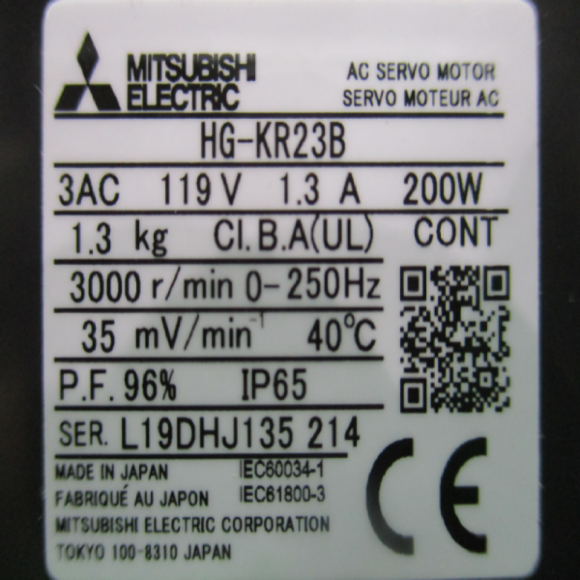 MITSUBISHI
ELECTRIC
AC SERVO MOTOR
SERVO MOTEUR AC
HG-KR23B
3AC 119 V 1.3 A 200W
1.3 kg CI.B.A(UL) CONT
3000 r/min 0-250Hz
35 mV/min⁻¹ 40℃
P.F. 96% IP65
SER. L19DHJ135 214
MADE IN JAPAN IEC60034-1
FABRIQUÉ AU JAPON IEC61800-3
MITSUBISHI ELECTRIC CORPORATION
TOKYO 100-8310 JAPAN
CE